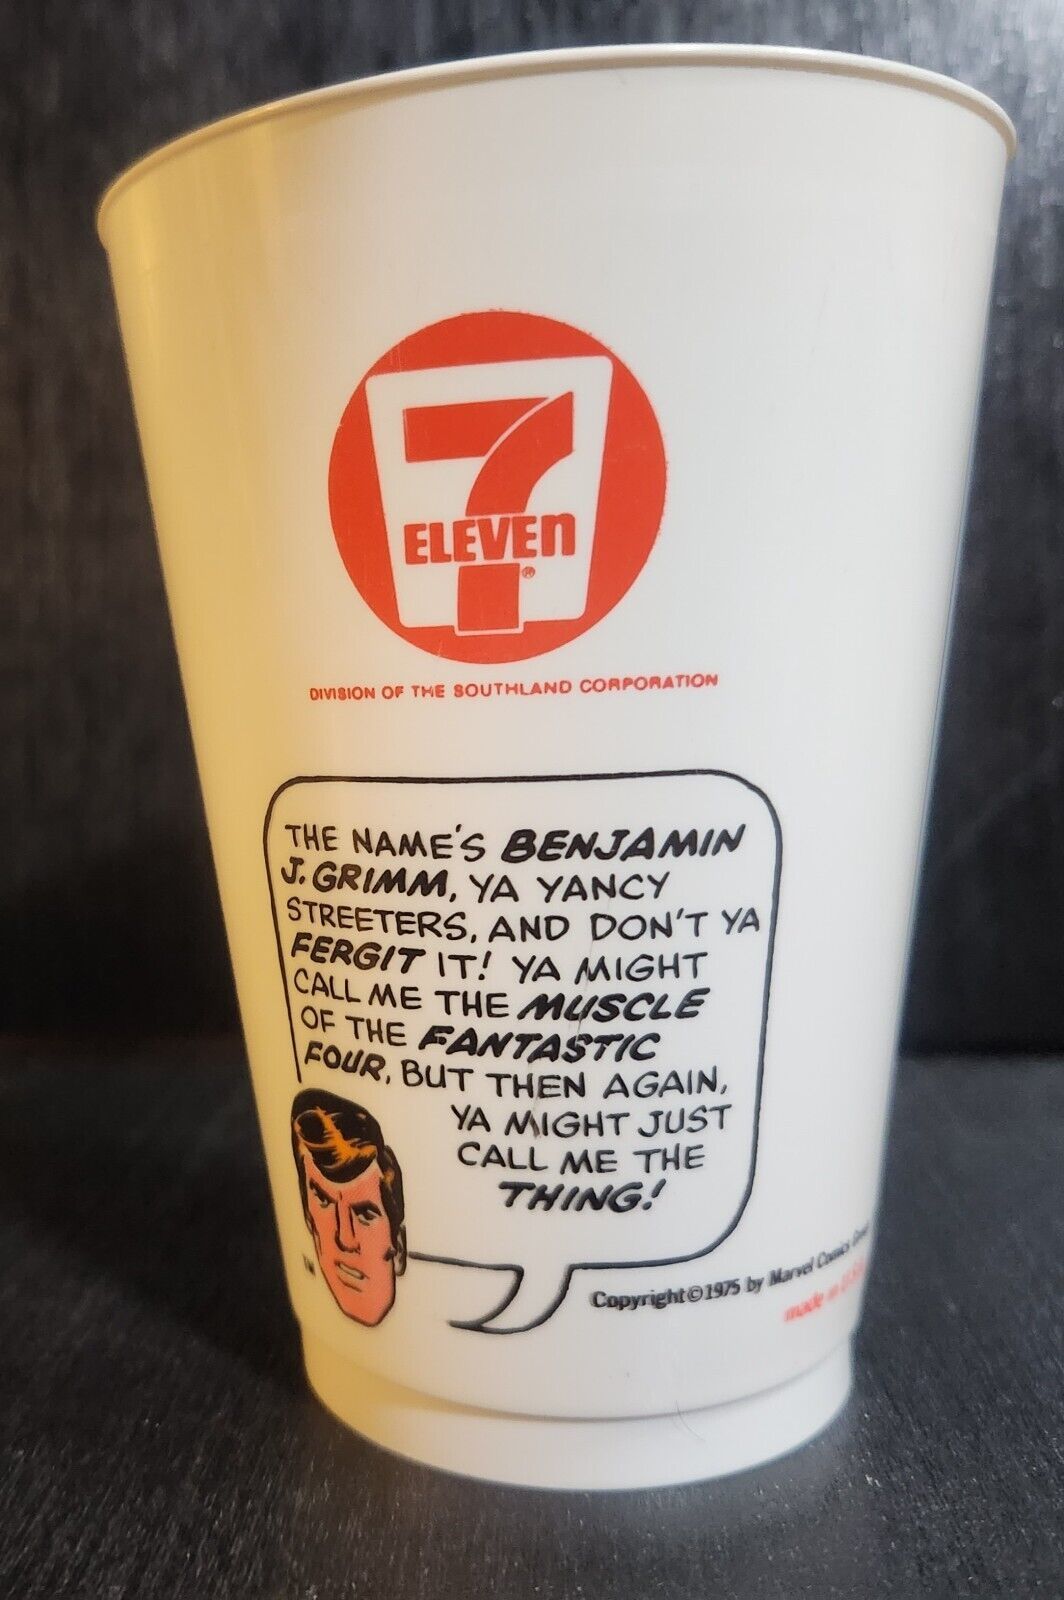 7
ELEVEn
®
DIVISION OF THE SOUTHLAND CORPORATION
THE NAME'S BENJAMIN
J. GRIMM, YA YANCY
STREETERS, AND DON'T YA
FERGIT IT! YA MIGHT
CALL ME THE MUSCLE
OF THE FANTASTIC
FOUR, BUT THEN AGAIN,
YA MIGHT JUST
CALL ME THE
THING!
TM
Copyright©1975 by Marvel Comics Group
made in U.S.A.